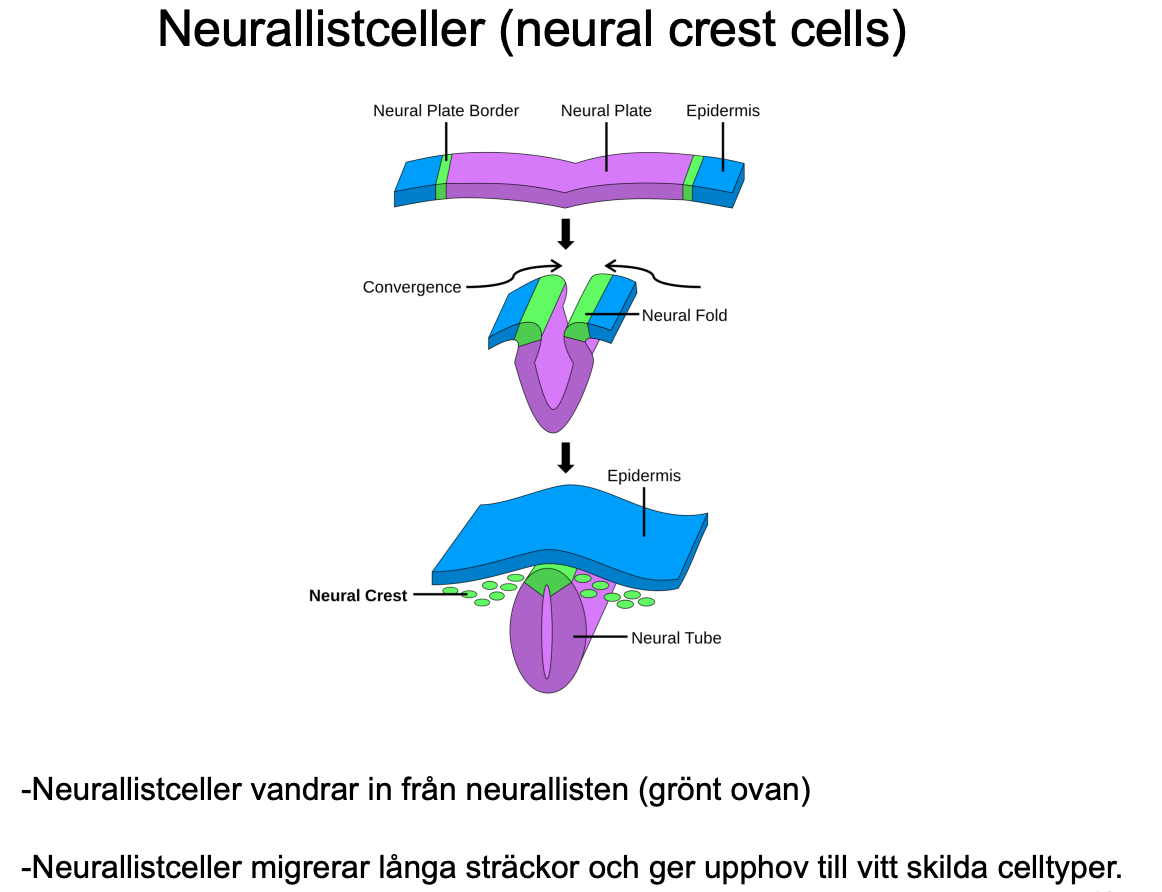 Neurallistceller (neural crest cells)
Neural Plate Border
Neural Plate
Epidermis
Convergence
Neural Fold
Epidermis
Neural Crest
Neural Tube
-Neurallistceller vandrar in från neurallisten (grönt ovan)
-Neurallistceller migrerar långa sträckor och ger upphov till vitt skilda celltyper.